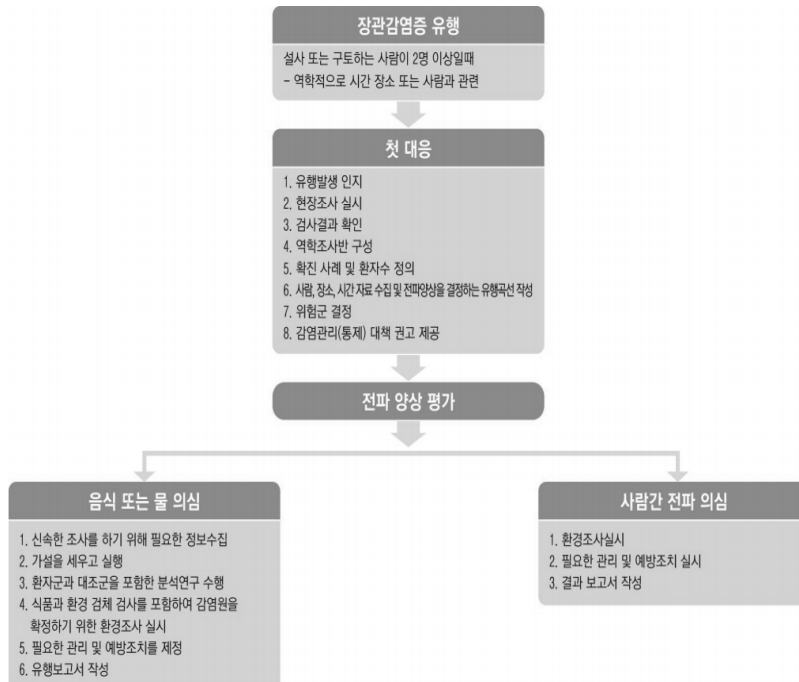 장관감염증 유행
설사 또는 구토하는 사람이 2명 이상일때
- 역학적으로 시간 장소 또는 사람과 관련
첫 대응
1. 유행발생 인지
2. 현장조사 실시
3. 검사결과 확인
4. 역학조사반 구성
5. 확진 사례 및 환자수 정의
6. 사람, 장소, 시간 자료 수집 및 전파양상을 결정하는 유행곡선 작성
7. 위험군 결정
8. 감염관리(통제) 대책 권고 제공
전파 양상 평가
음식 또는 물 의심
1. 신속한 조사를 하기 위해 필요한 정보수집
2. 가설을 세우고 실행
3. 환자군과 대조군을 포함한 분석연구 수행
4. 식품과 환경 검체 검사를 포함하여 감염원을
확정하기 위한 환경조사 실시
5. 필요한 관리 및 예방조치를 제정
6. 유행보고서 작성
사람간 전파 의심
1. 환경조사실시
2. 필요한 관리 및 예방조치 실시
3. 결과 보고서 작성